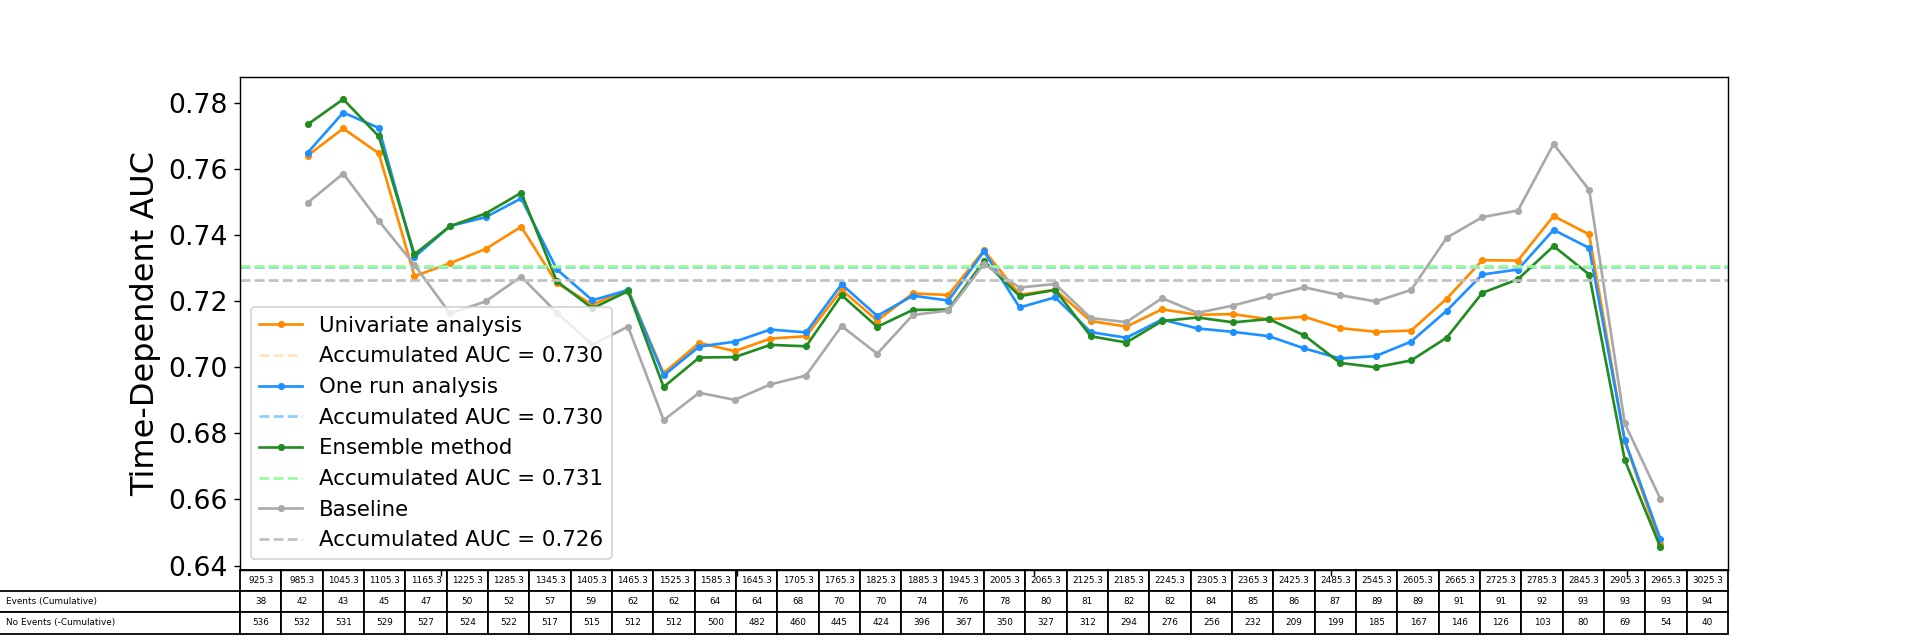 Time-Dependent AUC
0.78
0.76
0.74
0.72
0.70
0.68
0.66
0.64
Univariate analysis
Accumulated AUC = 0.730
One run analysis
Accumulated AUC = 0.730
Ensemble method
Accumulated AUC = 0.731
Baseline
Accumulated AUC = 0.726
925.3 985.3 1045.3 1105.3 1165.3 1225.3 1285.3 1345.3 1405.3 1465.3 1525.3 1585.3 1645.3 1705.3 1765.3 1825.3 1885.3 1945.3 2005.3 2065.3 2125.3 2185.3 2245.3 2305.3 2365.3 2425.3 2485.3 2545.3 2605.3 2665.3 2725.3 2785.3 2845.3 2905.3 2965.3 3025.3
Events (Cumulative) 38 42 43 45 47 50 52 57 59 62 62 64 64 68 70 70 74 76 78 80 81 82 82 84 85 86 87 89 89 91 91 92 93 93 93 94
No Events (-Cumulative) 536 532 531 529 527 524 522 517 515 512 512 500 482 460 445 424 396 367 350 327 312 294 276 256 232 209 199 185 167 146 126 103 80 69 54 40